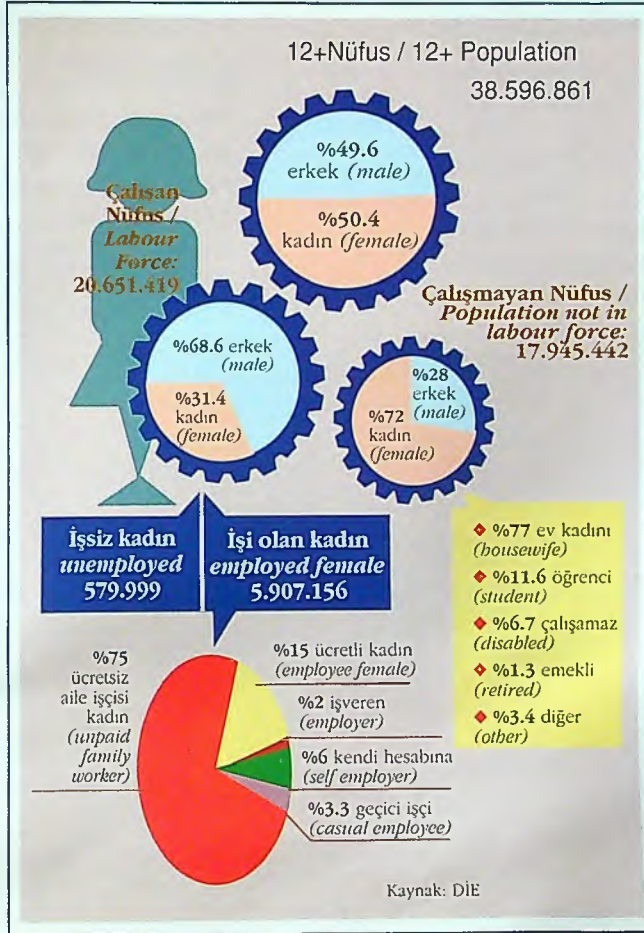 12+Nüfus / 12+ Population
38.596.861
%49.6
erkek (male)
%50.4
kadın (female)
Çalışan
Nüfus /
Labour
Force:
20.651.419
%68.6 erkek
(male)
%31.4
kadın
(female)
Çalışmayan Nüfus /
Population not in
labour force:
17.945.442
%28
erkek
(male)
%72
kadın
(female)
İşsiz kadın
unemployed
579.999
İşi olan kadın
employed female
5.907.156
%77 ev kadını
(housewife)
%11.6 öğrenci
(student)
%6.7 çalışamaz
(disabled)
%1.3 emekli
(retired)
%3.4 diğer
(other)
%75
ücretsiz
aile işçisi
kadın
(unpaid
family
worker)
%15 ücretli kadın
(employee female)
%2 işveren
(employer)
%6 kendi hesabına
(self employer)
%3.3 geçici işçi
(casual employee)
Kaynak: DİE